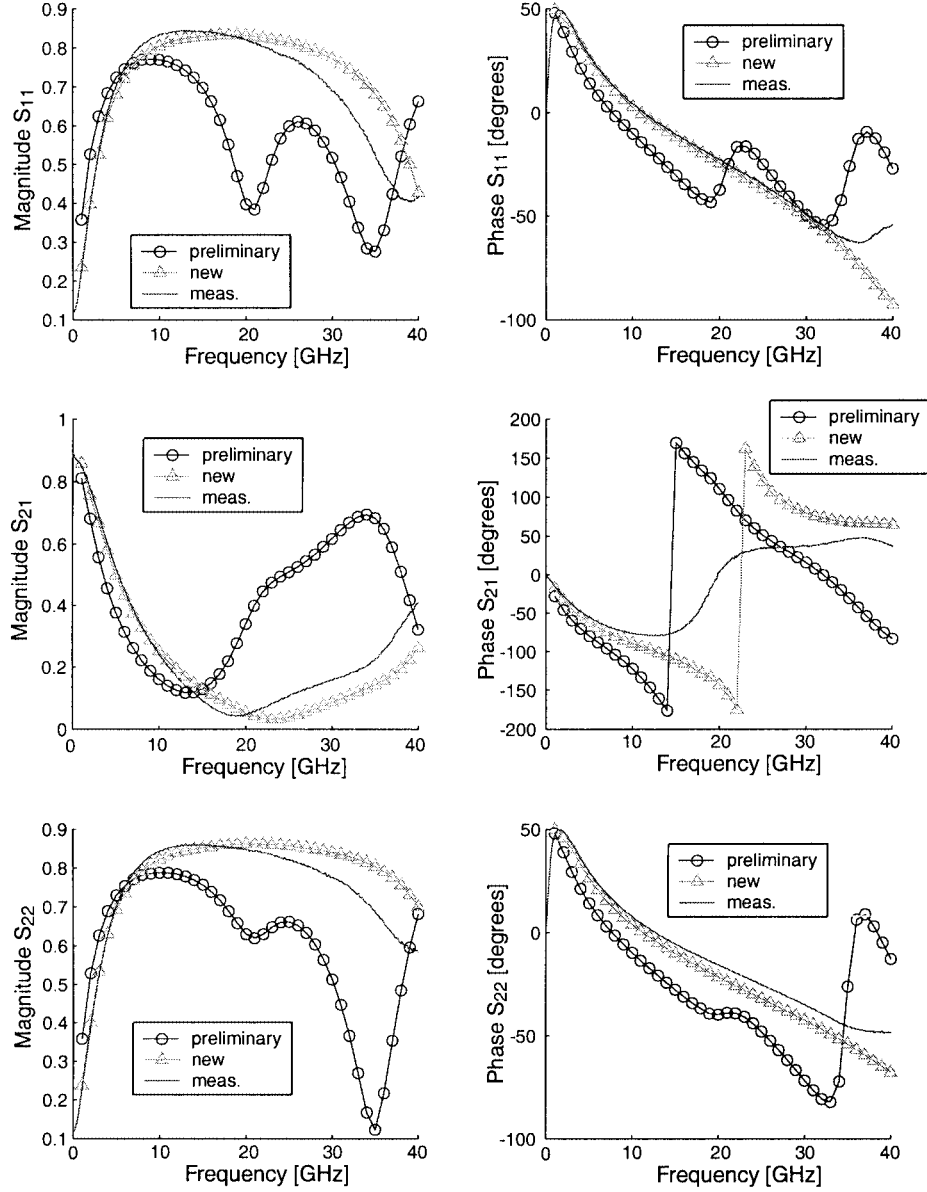 Magnitude S11
0.9
0.8
0.7
0.6
0.5
0.4
0.3
0.2
0.1
preliminary
new
meas.
0 10 20 30 40
Frequency [GHz]
Phase S11 [degrees]
50
0
-50
-100
preliminary
new
meas.
0 10 20 30 40
Frequency [GHz]
Magnitude S21
1
0.8
0.6
0.4
0.2
0
preliminary
new
meas.
0 10 20 30 40
Frequency [GHz]
Phase S21 [degrees]
200
150
100
50
0
-50
-100
-150
-200
preliminary
new
meas.
0 10 20 30 40
Frequency [GHz]
Magnitude S22
0.9
0.8
0.7
0.6
0.5
0.4
0.3
0.2
0.1
preliminary
new
meas.
0 10 20 30 40
Frequency [GHz]
Phase S22 [degrees]
50
0
-50
-100
preliminary
new
meas.
0 10 20 30 40
Frequency [GHz]